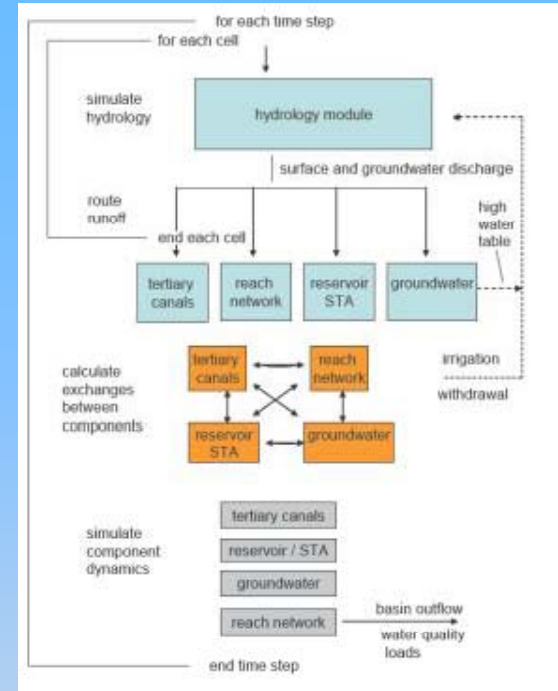 for each time step
for each cell
simulate
hydrology
hydrology module
surface and groundwater discharge
route
runoff
high
water
table
end each cell
tertiary
canals
reach
network
reservoir
STA
groundwater
calculate
exchanges
between
components
tertiary
canals
reach
network
irrigation
withdrawal
reservoir
STA
groundwater
simulate
component
dynamics
tertiary canals
reservoir / STA
groundwater
reach network
basin outflow
water quality
loads
end time step